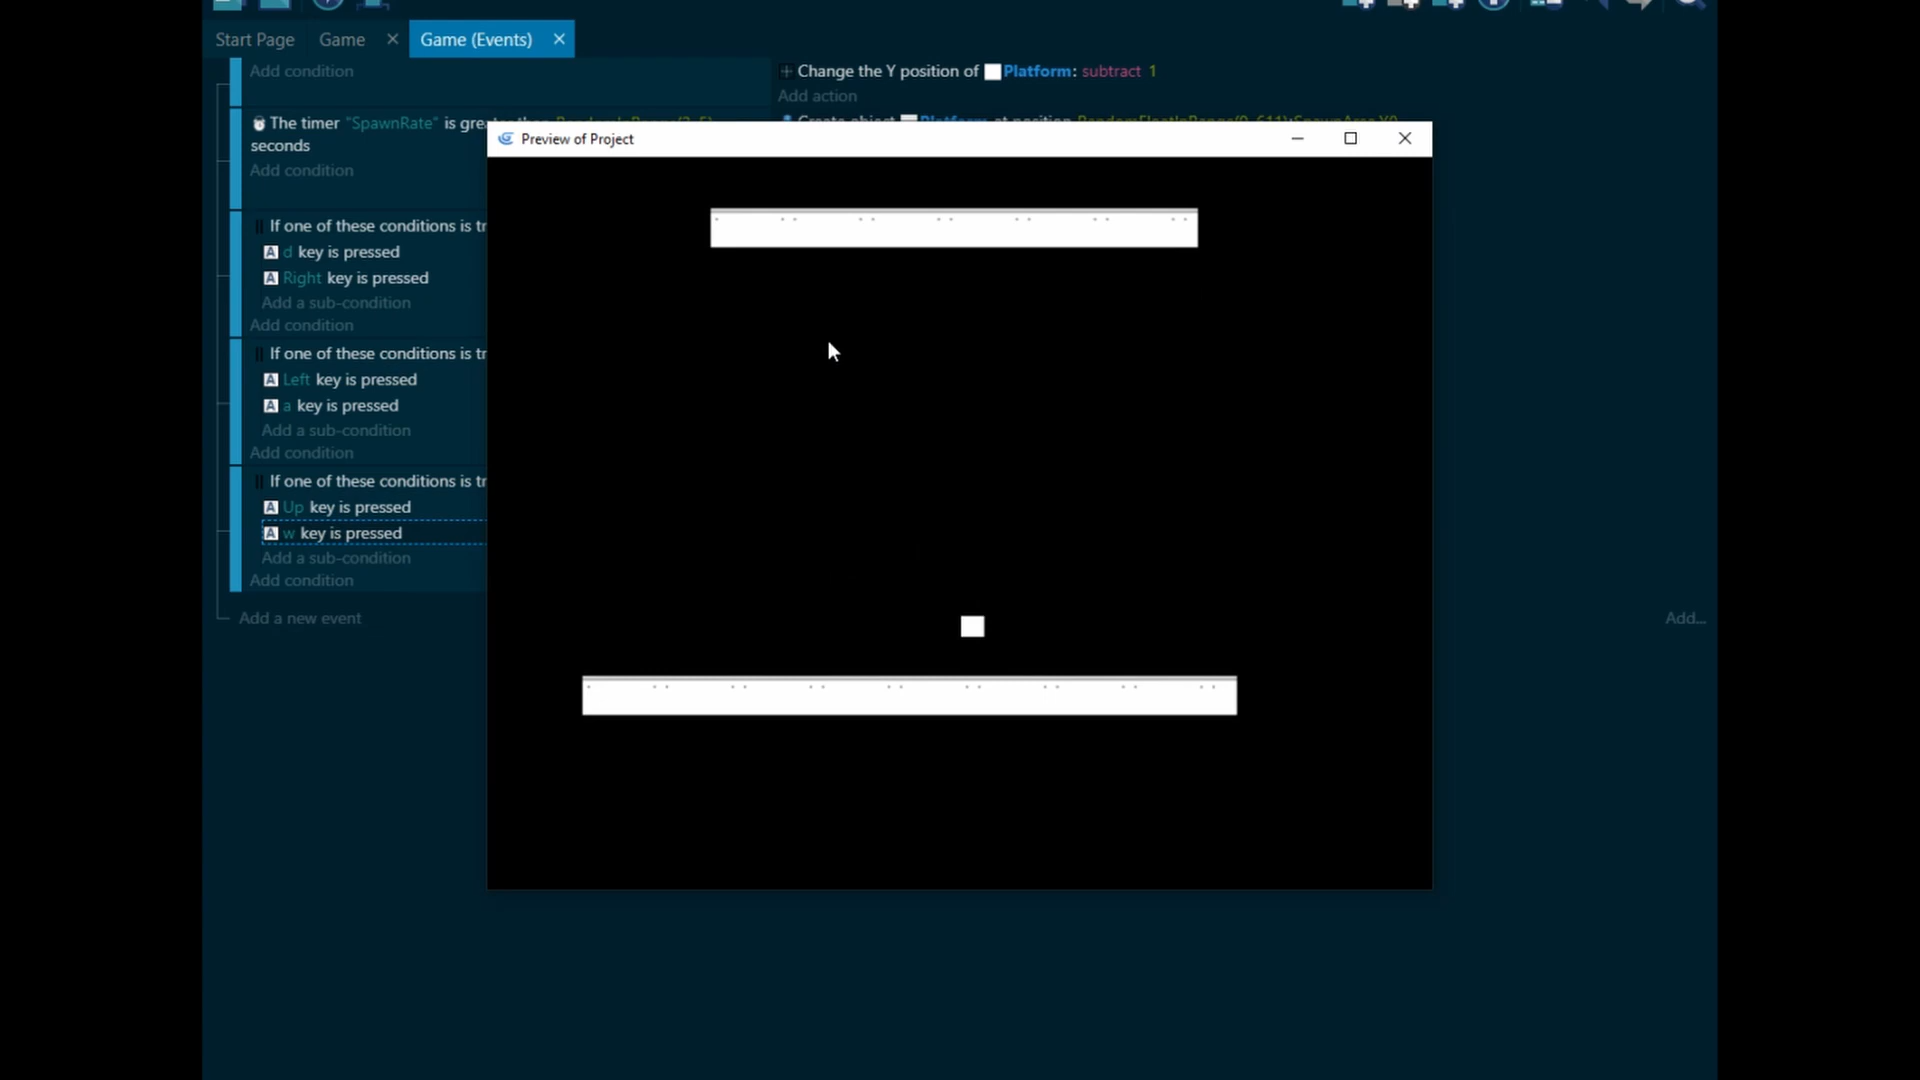 Start Page Game × Game (Events) ×
Add condition
Change the Y position of Platform: subtract 1
Add action
The timer "SpawnRate" is grea
seconds
Add condition
Preview of Project
If one of these conditions is tr
d key is pressed
Right key is pressed
Add a sub-condition
Add condition
If one of these conditions is tr
Left key is pressed
a key is pressed
Add a sub-condition
Add condition
If one of these conditions is tr
Up key is pressed
w key is pressed
Add a sub-condition
Add condition
Add a new event
Add...